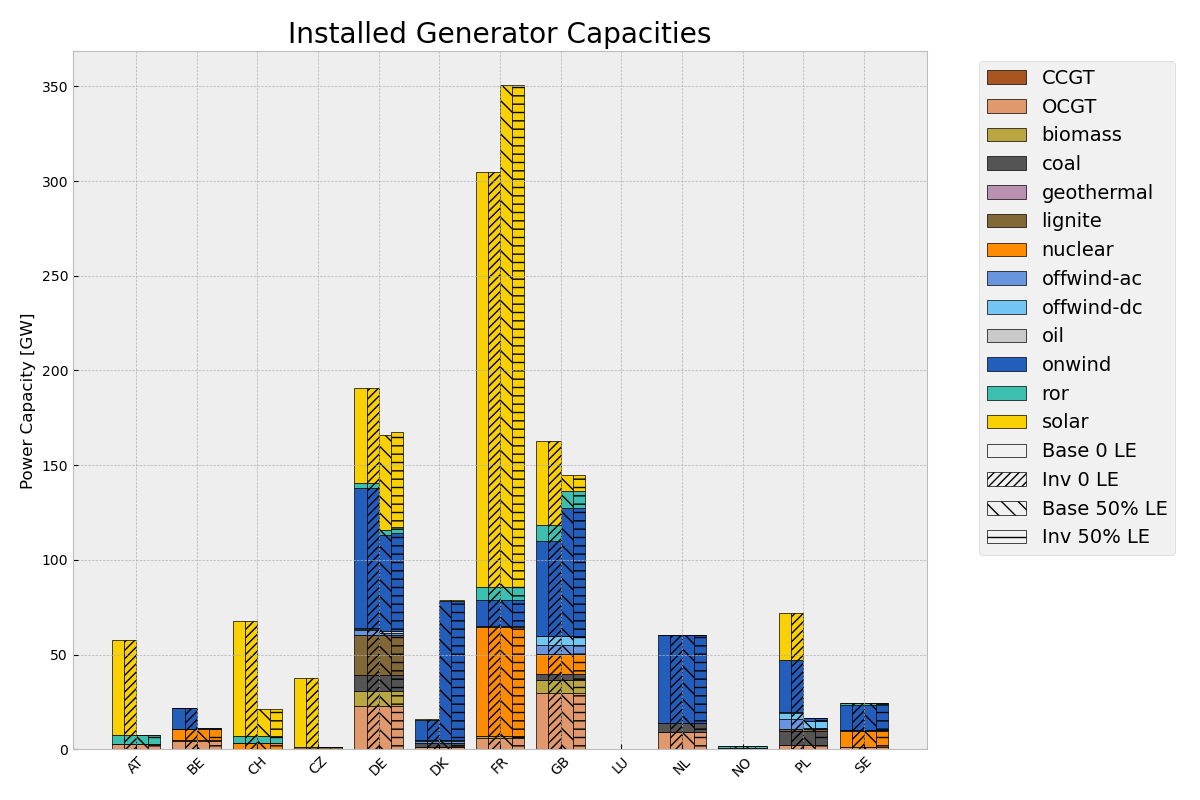 Installed Generator Capacities
Power Capacity [GW]
350
300
250
200
150
100
50
0
AT
BE
CH
CZ
DE
DK
FR
GB
LU
NL
NO
PL
SE
CCGT
OCGT
biomass
coal
geothermal
lignite
nuclear
offwind-ac
offwind-dc
oil
onwind
ror
solar
Base 0 LE
Inv 0 LE
Base 50% LE
Inv 50% LE